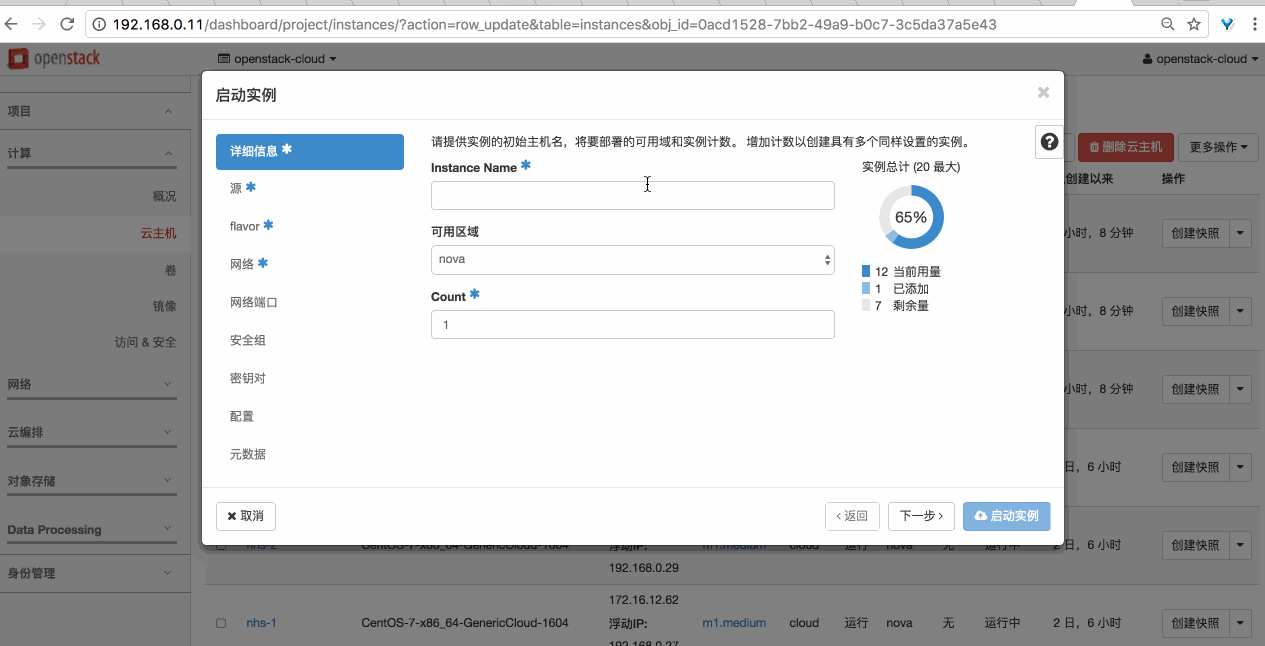 192.168.0.11/dashboard/project/instances/?action=row_update&table=instances&obj_id=0acd1528-7bb2-49a9-b0c7-3c5da37a5e43
openstack
openstack-cloud
openstack-cloud
项目
计算
概况
云主机
卷
镜像
访问 & 安全
网络
云编排
对象存储
Data Processing
身份管理
启动实例
详细信息 *
源 *
flavor *
网络 *
网络端口
安全组
密钥对
配置
元数据
请提供实例的初始主机名，将要部署的可用域和实例计数。 增加计数以创建具有多个同样设置的实例。
Instance Name *
可用区域
nova
Count *
1
实例总计 (20 最大)
65%
12 当前用量
1 已添加
7 剩余量
取消
返回
下一步
启动实例
删除云主机
更多操作
创建以来 操作
小时，8 分钟 创建快照
小时，8 分钟 创建快照
小时，8 分钟 创建快照
日，6 小时 创建快照
nhs-2 CentOS-7-x86_64-GenericCloud-1604 浮动IP: m1.medium cloud 运行 nova 无 运行中 2 日，6 小时 创建快照
192.168.0.29
172.16.12.62
nhs-1 CentOS-7-x86_64-GenericCloud-1604 浮动IP: m1.medium cloud 运行 nova 无 运行中 2 日，6 小时 创建快照
192.168.0.27